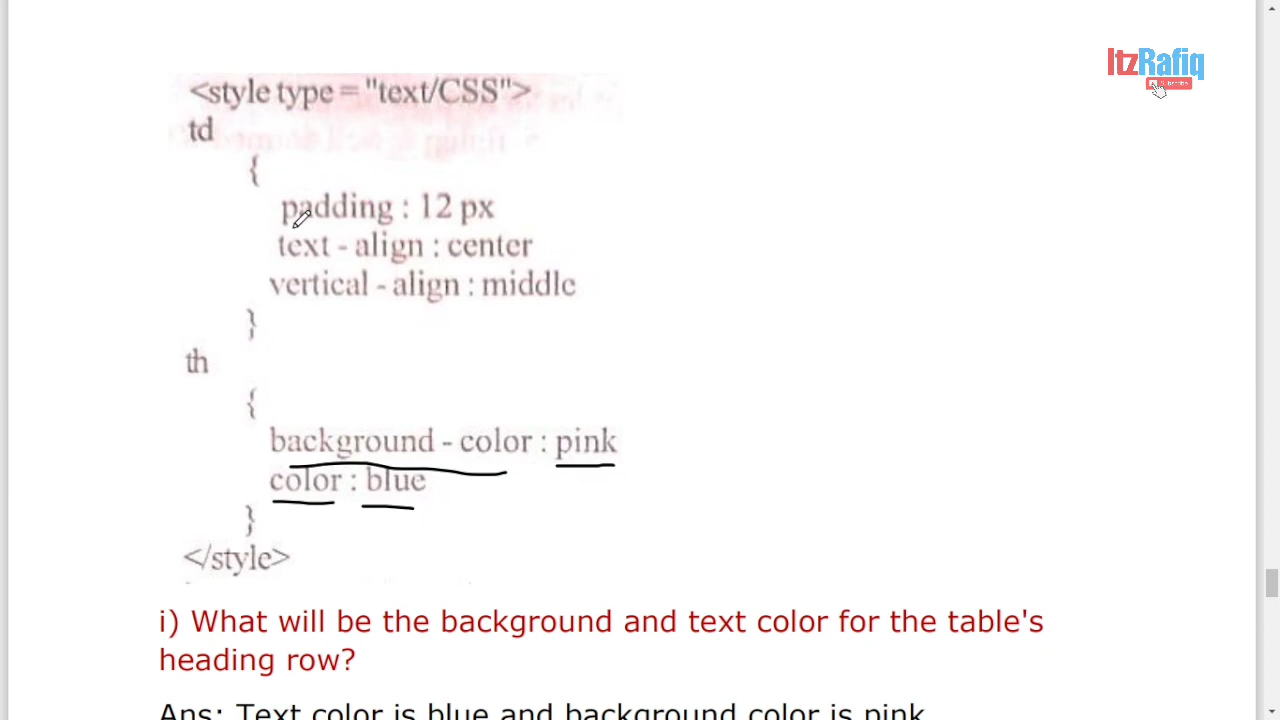 ItzRafiq
Subscribe
<style type = "text/CSS">
td
{
padding : 12 px
text - align : center
vertical - align : middle
}
th
{
background - color : pink
color : blue
}
</style>
i) What will be the background and text color for the table's
heading row?
Ans: Text color is blue and background color is pink